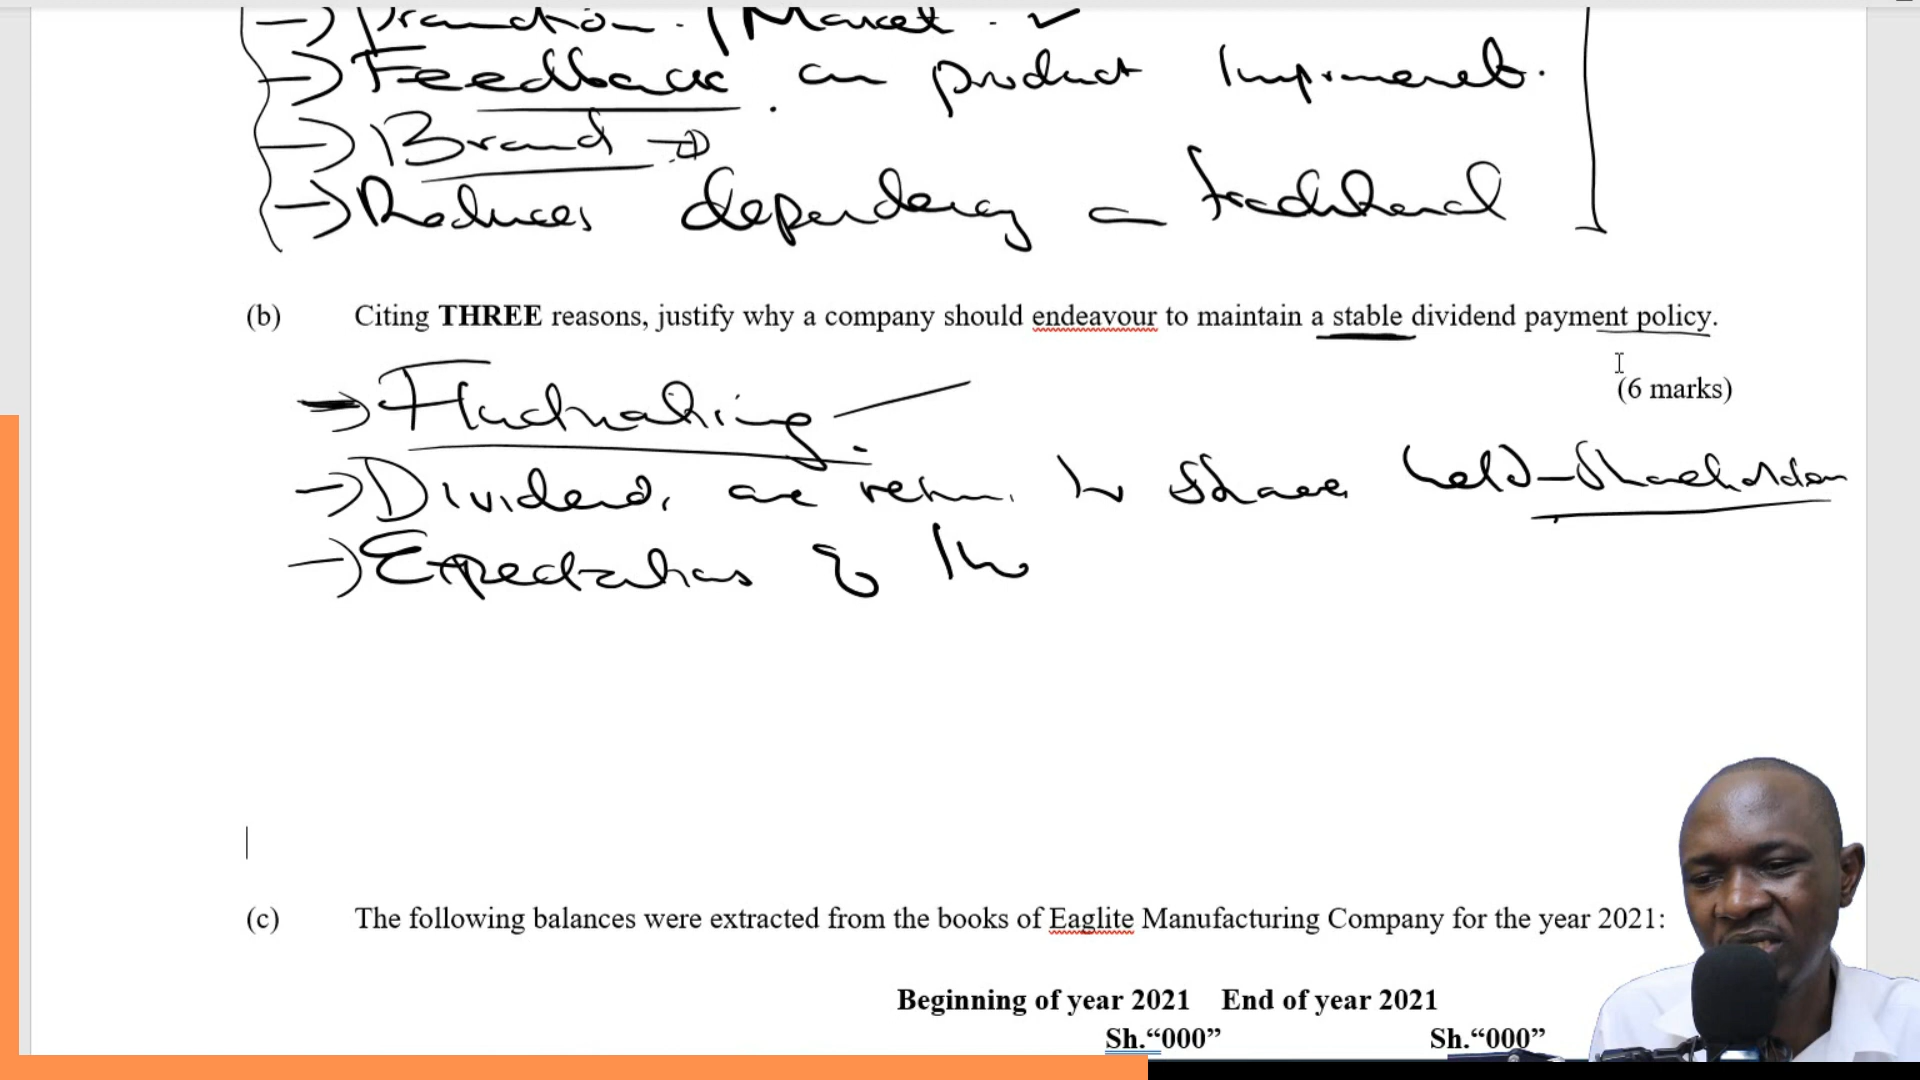 → Promotion. / Market. ✓
→ Feedback on product Improvement.
→ Brand →
→ Reduces dependency on traditional
(b) Citing THREE reasons, justify why a company should endeavour to maintain a stable dividend payment policy.
(6 marks)
→ Fluctuating
→ Dividends are return to share held – Shareholders
→ Expectations of the
(c) The following balances were extracted from the books of Eaglite Manufacturing Company for the year 2021:
Beginning of year 2021 End of year 2021
Sh.“000” Sh.“000”